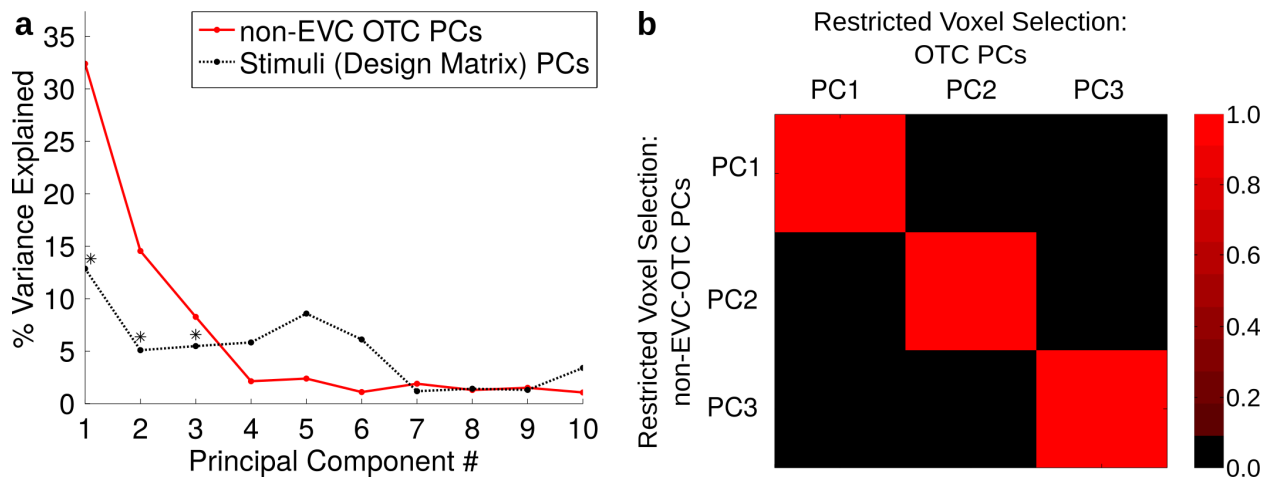 a
35
30
25
20
15
10
5
0
% Variance Explained
non-EVC OTC PCs
Stimuli (Design Matrix) PCs
*
*
*
1 2 3 4 5 6 7 8 9 10
Principal Component #
b
Restricted Voxel Selection:
OTC PCs
PC1 PC2 PC3
Restricted Voxel Selection:
non-EVC-OTC PCs
PC1
PC2
PC3
1.0
0.8
0.6
0.4
0.2
0.0